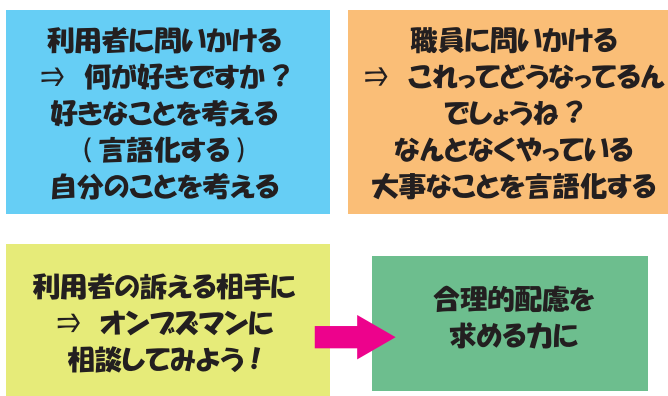 利用者に問いかける
⇒ 何が好きですか?
好きなことを考える
(言語化する)
自分のことを考える
職員に問いかける
⇒ これってどうなってるん
でしょうね?
なんとなくやっている
大事なことを言語化する
利用者の訴える相手に
⇒ オンブズマンに
相談してみよう!
合理的配慮を
求める力に